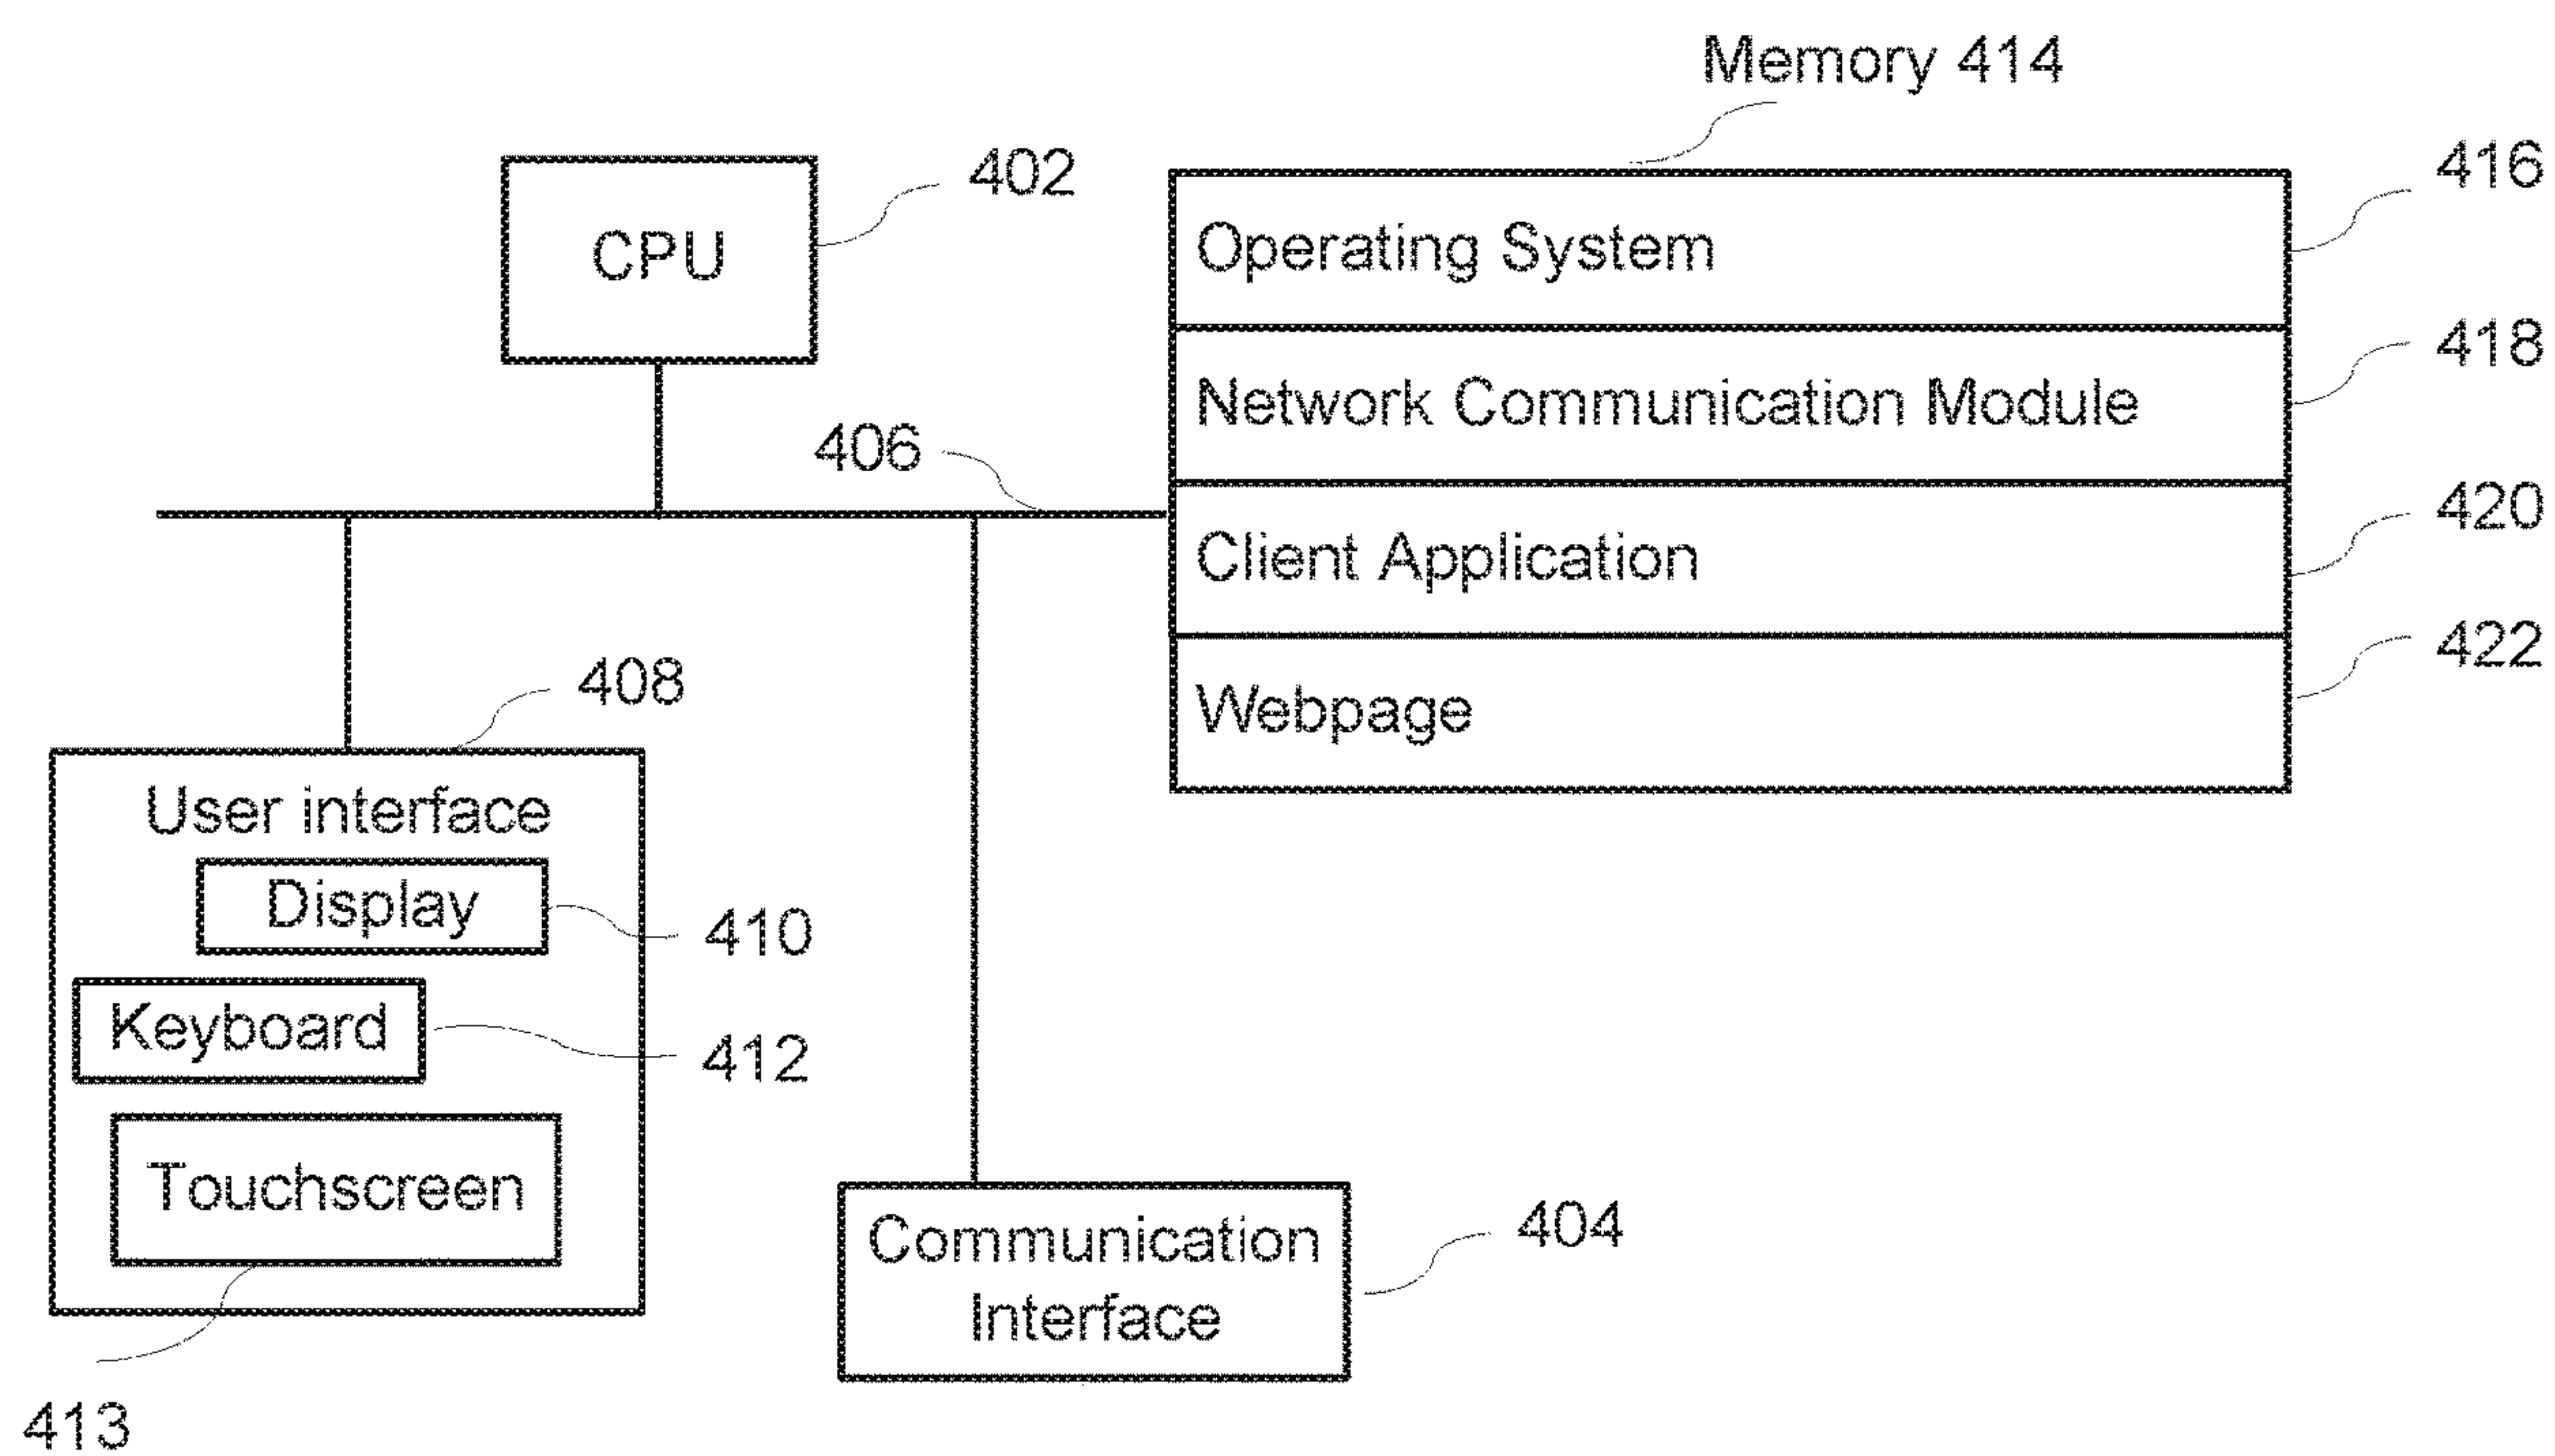 Memory 414
402
416
CPU
Operating System
418
Network Communication Module
406
420
Client Application
422
408
Webpage
User interface
Display
410
Keyboard
412
Touchscreen
404
Communication
Interface
413